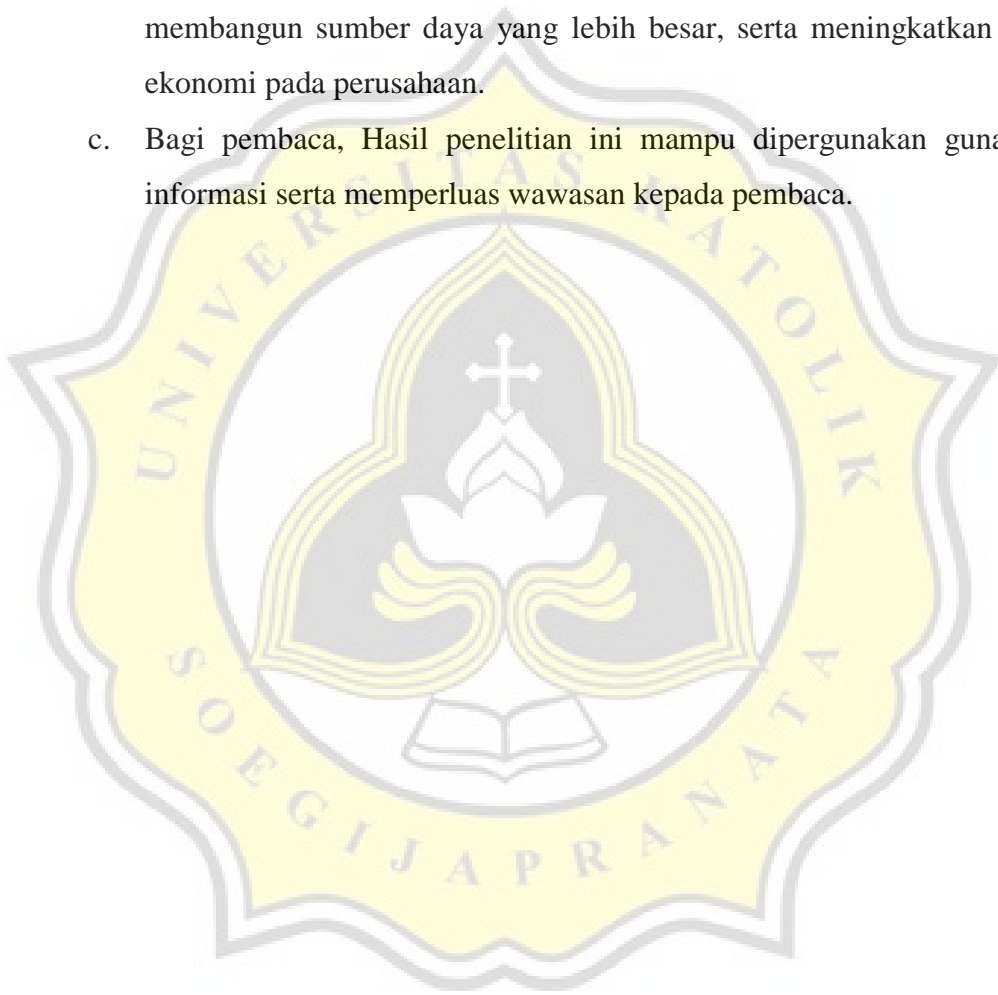 membangun sumber daya yang lebih besar, serta meningkatkan
ekonomi pada perusahaan.
c. Bagi pembaca, Hasil penelitian ini mampu dipergunakan guna
informasi serta memperluas wawasan kepada pembaca.
UNIVERSITAS KATOLIK
SOEGIJAPRANATA